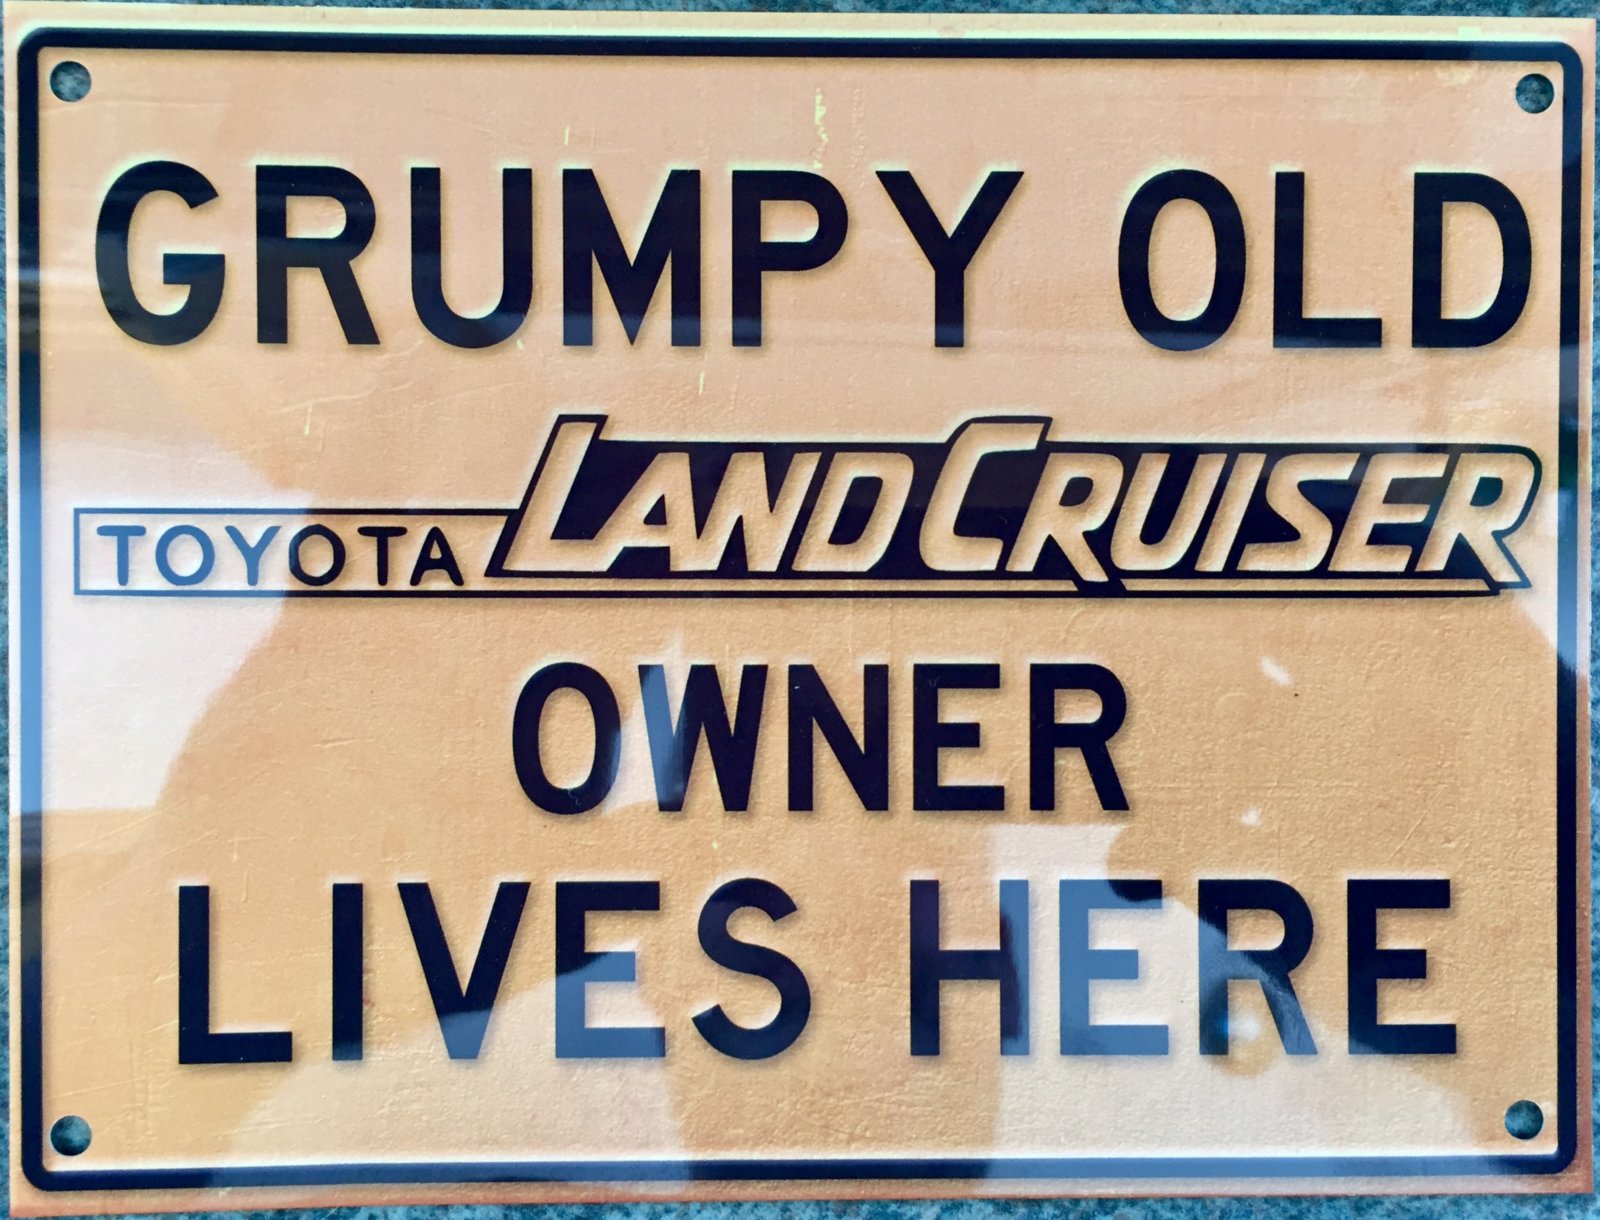 GRUMPY OLD
TOYOTA LANDCRUISER
OWNER
LIVES HERE